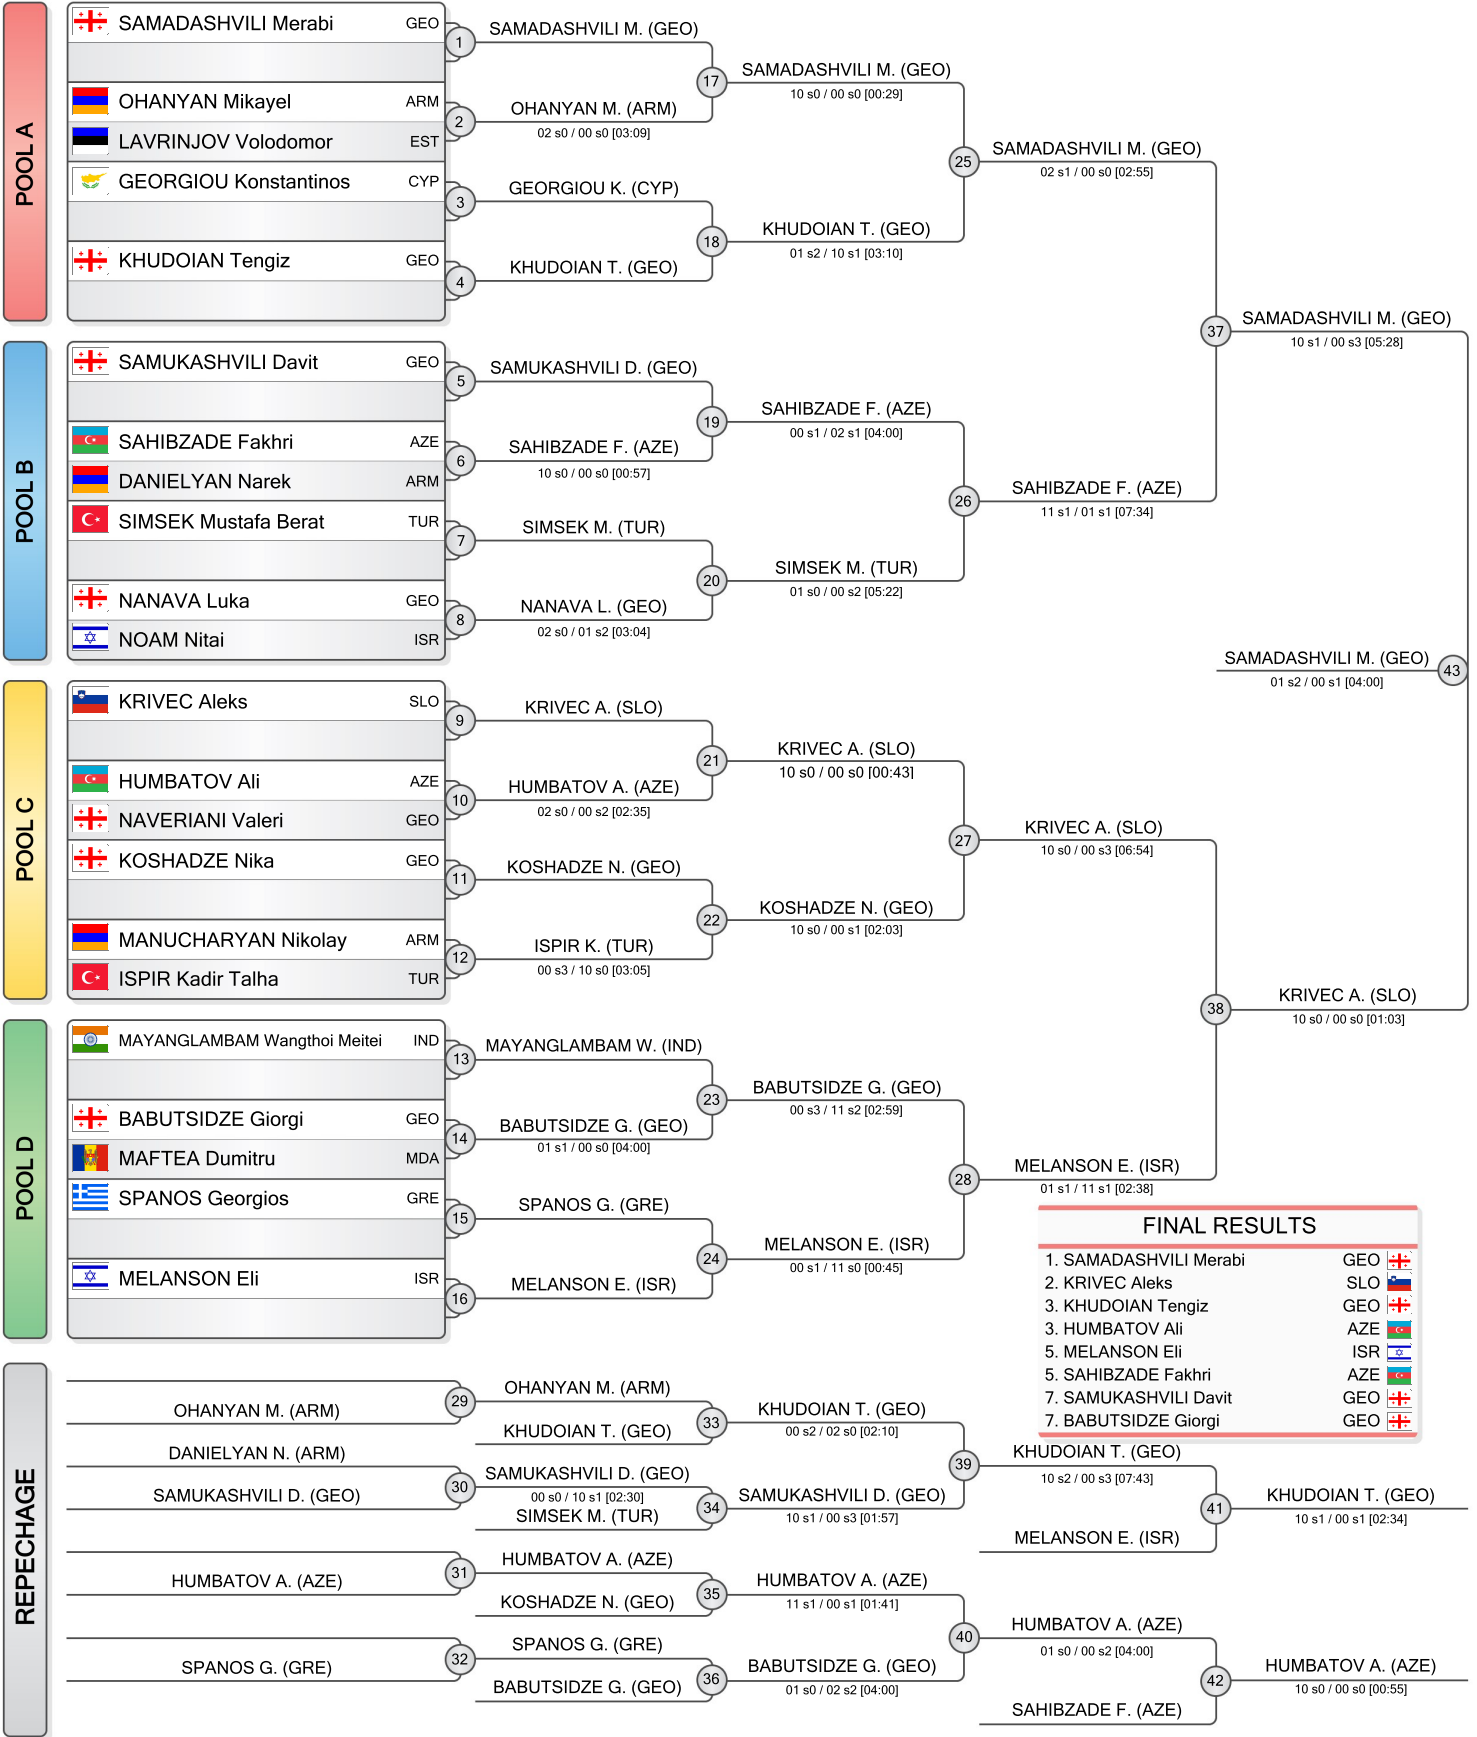 POOL A
SAMADASHVILI Merabi GEO
OHANYAN Mikayel ARM
LAVRINJOV Volodomor EST
GEORGIOU Konstantinos CYP
KHUDOIAN Tengiz GEO
1
2
3
4
SAMADASHVILI M. (GEO)
OHANYAN M. (ARM)
02 s0 / 00 s0 [03:09]
GEORGIOU K. (CYP)
KHUDOIAN T. (GEO)
17
18
SAMADASHVILI M. (GEO)
10 s0 / 00 s0 [00:29]
KHUDOIAN T. (GEO)
01 s2 / 10 s1 [03:10]
25
SAMADASHVILI M. (GEO)
02 s1 / 00 s0 [02:55]
POOL B
SAMUKASHVILI Davit GEO
SAHIBZADE Fakhri AZE
DANIELYAN Narek ARM
SIMSEK Mustafa Berat TUR
NANAVA Luka GEO
NOAM Nitai ISR
5
6
7
8
SAMUKASHVILI D. (GEO)
SAHIBZADE F. (AZE)
10 s0 / 00 s0 [00:57]
SIMSEK M. (TUR)
NANAVA L. (GEO)
02 s0 / 01 s2 [03:04]
19
20
SAHIBZADE F. (AZE)
00 s1 / 02 s1 [04:00]
SIMSEK M. (TUR)
01 s0 / 00 s2 [05:22]
26
SAHIBZADE F. (AZE)
11 s1 / 01 s1 [07:34]
37
SAMADASHVILI M. (GEO)
10 s1 / 00 s3 [05:28]
SAMADASHVILI M. (GEO)
01 s2 / 00 s1 [04:00]
43
POOL C
KRIVEC Aleks SLO
HUMBATOV Ali AZE
NAVERIANI Valeri GEO
KOSHADZE Nika GEO
MANUCHARYAN Nikolay ARM
ISPIR Kadir Talha TUR
9
10
11
12
KRIVEC A. (SLO)
HUMBATOV A. (AZE)
02 s0 / 00 s2 [02:35]
KOSHADZE N. (GEO)
ISPIR K. (TUR)
00 s3 / 10 s0 [03:05]
21
22
KRIVEC A. (SLO)
10 s0 / 00 s0 [00:43]
KOSHADZE N. (GEO)
10 s0 / 00 s1 [02:03]
27
KRIVEC A. (SLO)
10 s0 / 00 s3 [06:54]
POOL D
MAYANGLAMBAM Wangthoi Meitei IND
BABUTSIDZE Giorgi GEO
MAFTEA Dumitru MDA
SPANOS Georgios GRE
MELANSON Eli ISR
13
14
15
16
MAYANGLAMBAM W. (IND)
BABUTSIDZE G. (GEO)
01 s1 / 00 s0 [04:00]
SPANOS G. (GRE)
MELANSON E. (ISR)
23
24
BABUTSIDZE G. (GEO)
00 s3 / 11 s2 [02:59]
MELANSON E. (ISR)
00 s1 / 11 s0 [00:45]
28
MELANSON E. (ISR)
01 s1 / 11 s1 [02:38]
38
KRIVEC A. (SLO)
10 s0 / 00 s0 [01:03]
FINAL RESULTS
1. SAMADASHVILI Merabi GEO
2. KRIVEC Aleks SLO
3. KHUDOIAN Tengiz GEO
3. HUMBATOV Ali AZE
5. MELANSON Eli ISR
5. SAHIBZADE Fakhri AZE
7. SAMUKASHVILI Davit GEO
7. BABUTSIDZE Giorgi GEO
REPECHAGE
OHANYAN M. (ARM)
DANIELYAN N. (ARM)
SAMUKASHVILI D. (GEO)
HUMBATOV A. (AZE)
SPANOS G. (GRE)
29
30
31
32
OHANYAN M. (ARM)
KHUDOIAN T. (GEO)
SAMUKASHVILI D. (GEO)
00 s0 / 10 s1 [02:30]
SIMSEK M. (TUR)
HUMBATOV A. (AZE)
KOSHADZE N. (GEO)
SPANOS G. (GRE)
BABUTSIDZE G. (GEO)
33
34
35
36
KHUDOIAN T. (GEO)
00 s2 / 02 s0 [02:10]
SAMUKASHVILI D. (GEO)
10 s1 / 00 s3 [01:57]
HUMBATOV A. (AZE)
11 s1 / 00 s1 [01:41]
BABUTSIDZE G. (GEO)
01 s0 / 02 s2 [04:00]
39
40
KHUDOIAN T. (GEO)
10 s2 / 00 s3 [07:43]
MELANSON E. (ISR)
HUMBATOV A. (AZE)
01 s0 / 00 s2 [04:00]
SAHIBZADE F. (AZE)
41
42
KHUDOIAN T. (GEO)
10 s1 / 00 s1 [02:34]
HUMBATOV A. (AZE)
10 s0 / 00 s0 [00:55]